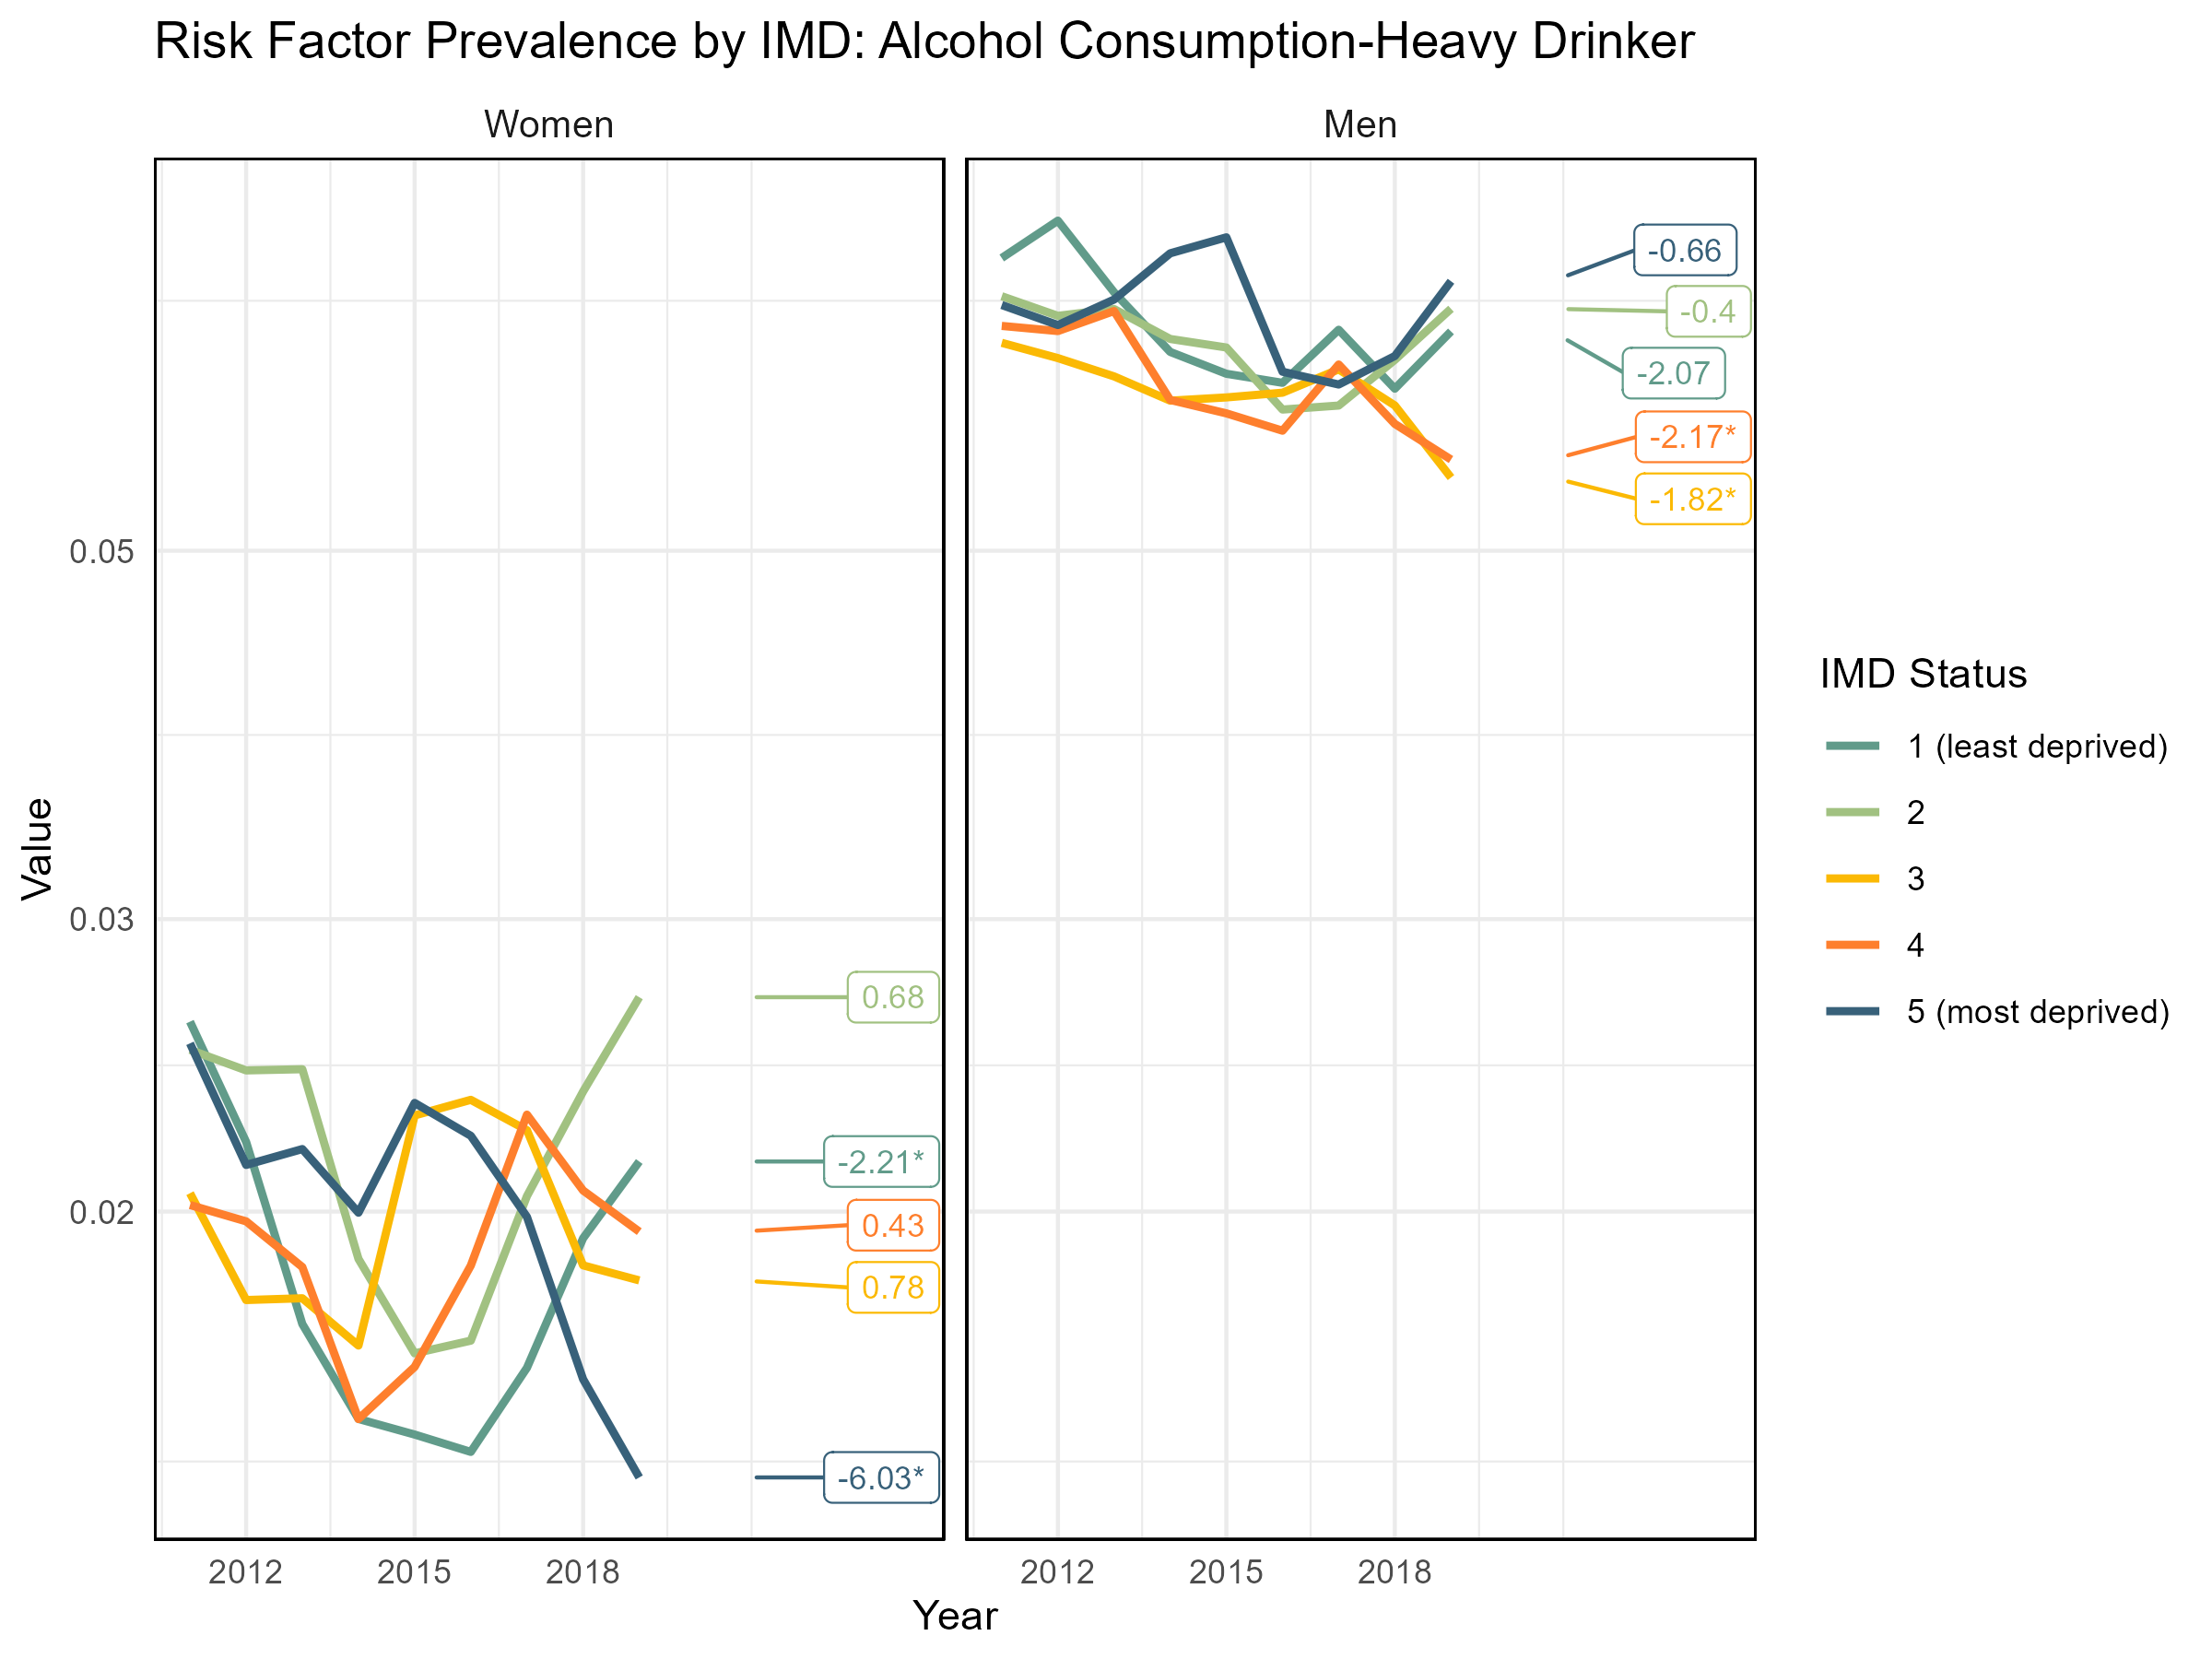 Risk Factor Prevalence by IMD: Alcohol Consumption-Heavy Drinker
Women
Men
Value
0.05
0.03
0.02
0.68
-2.21*
0.43
0.78
-6.03*
-0.66
-0.4
-2.07
-2.17*
-1.82*
2012
2015
2018
2012
2015
2018
Year
IMD Status
1 (least deprived)
2
3
4
5 (most deprived)